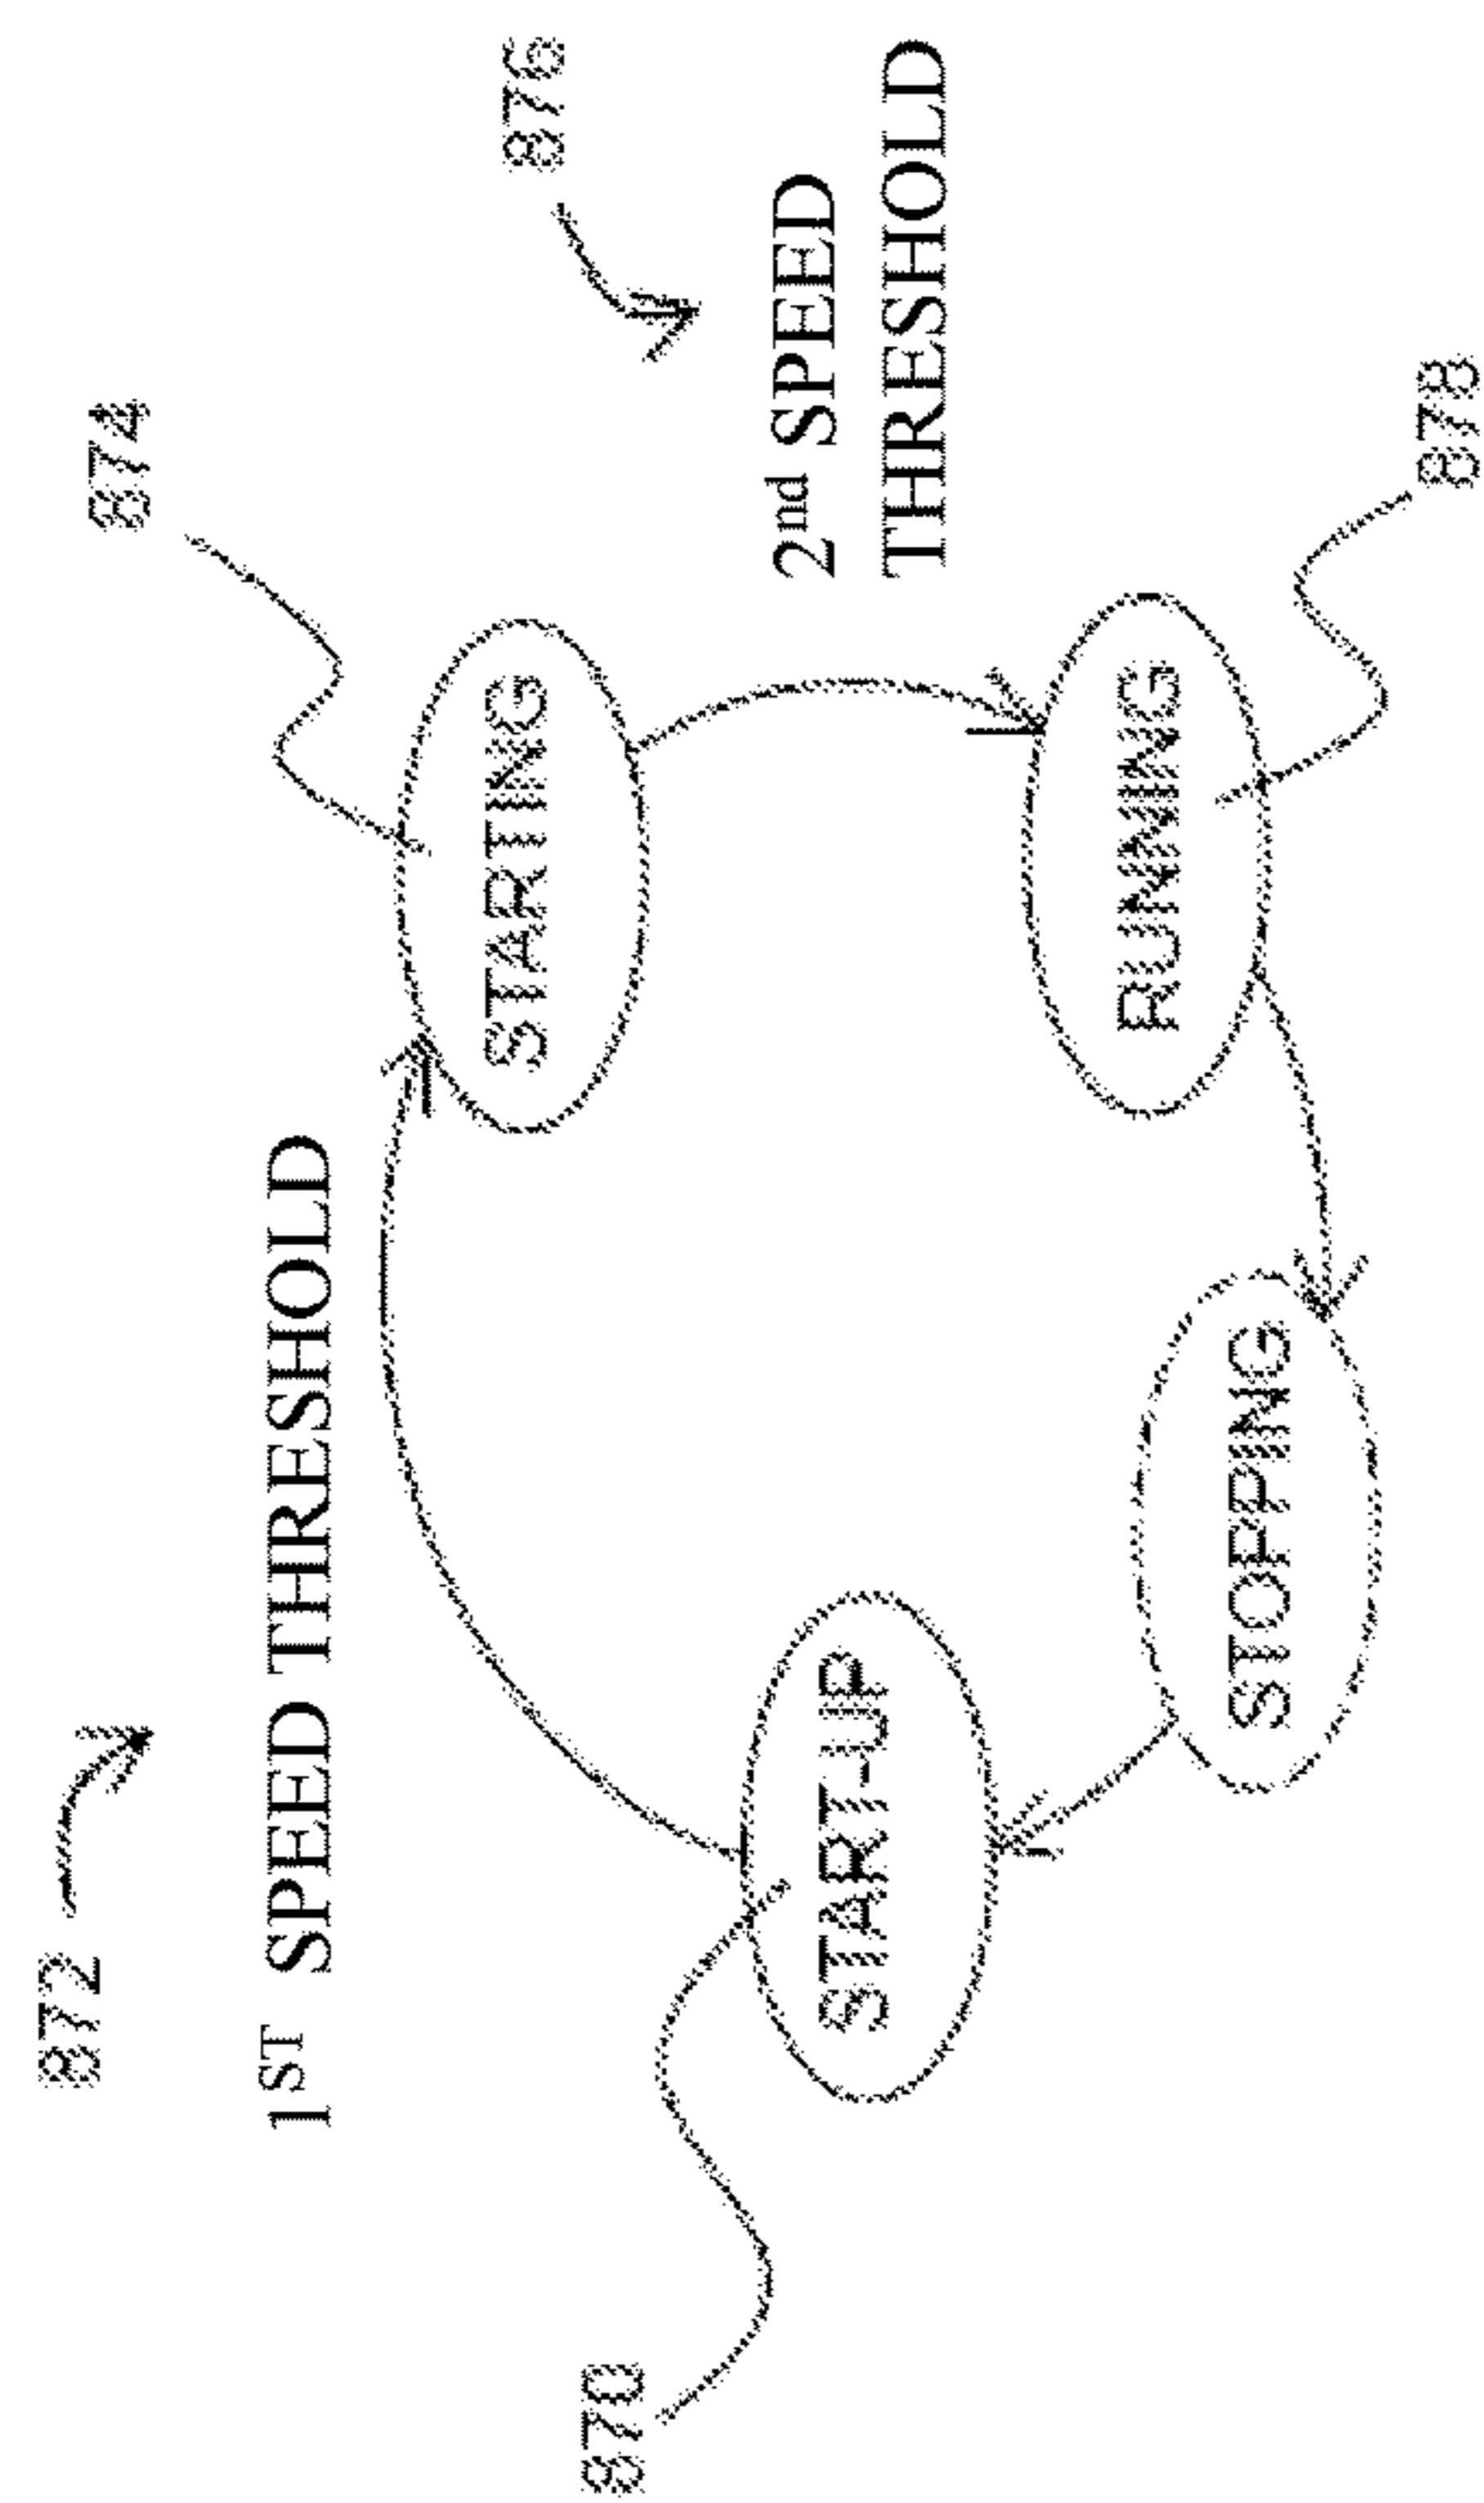 872
874
1ST SPEED THRESHOLD
876
STARTING
870
2nd SPEED
THRESHOLD
START-UP
RUNNING
STOPPING
878